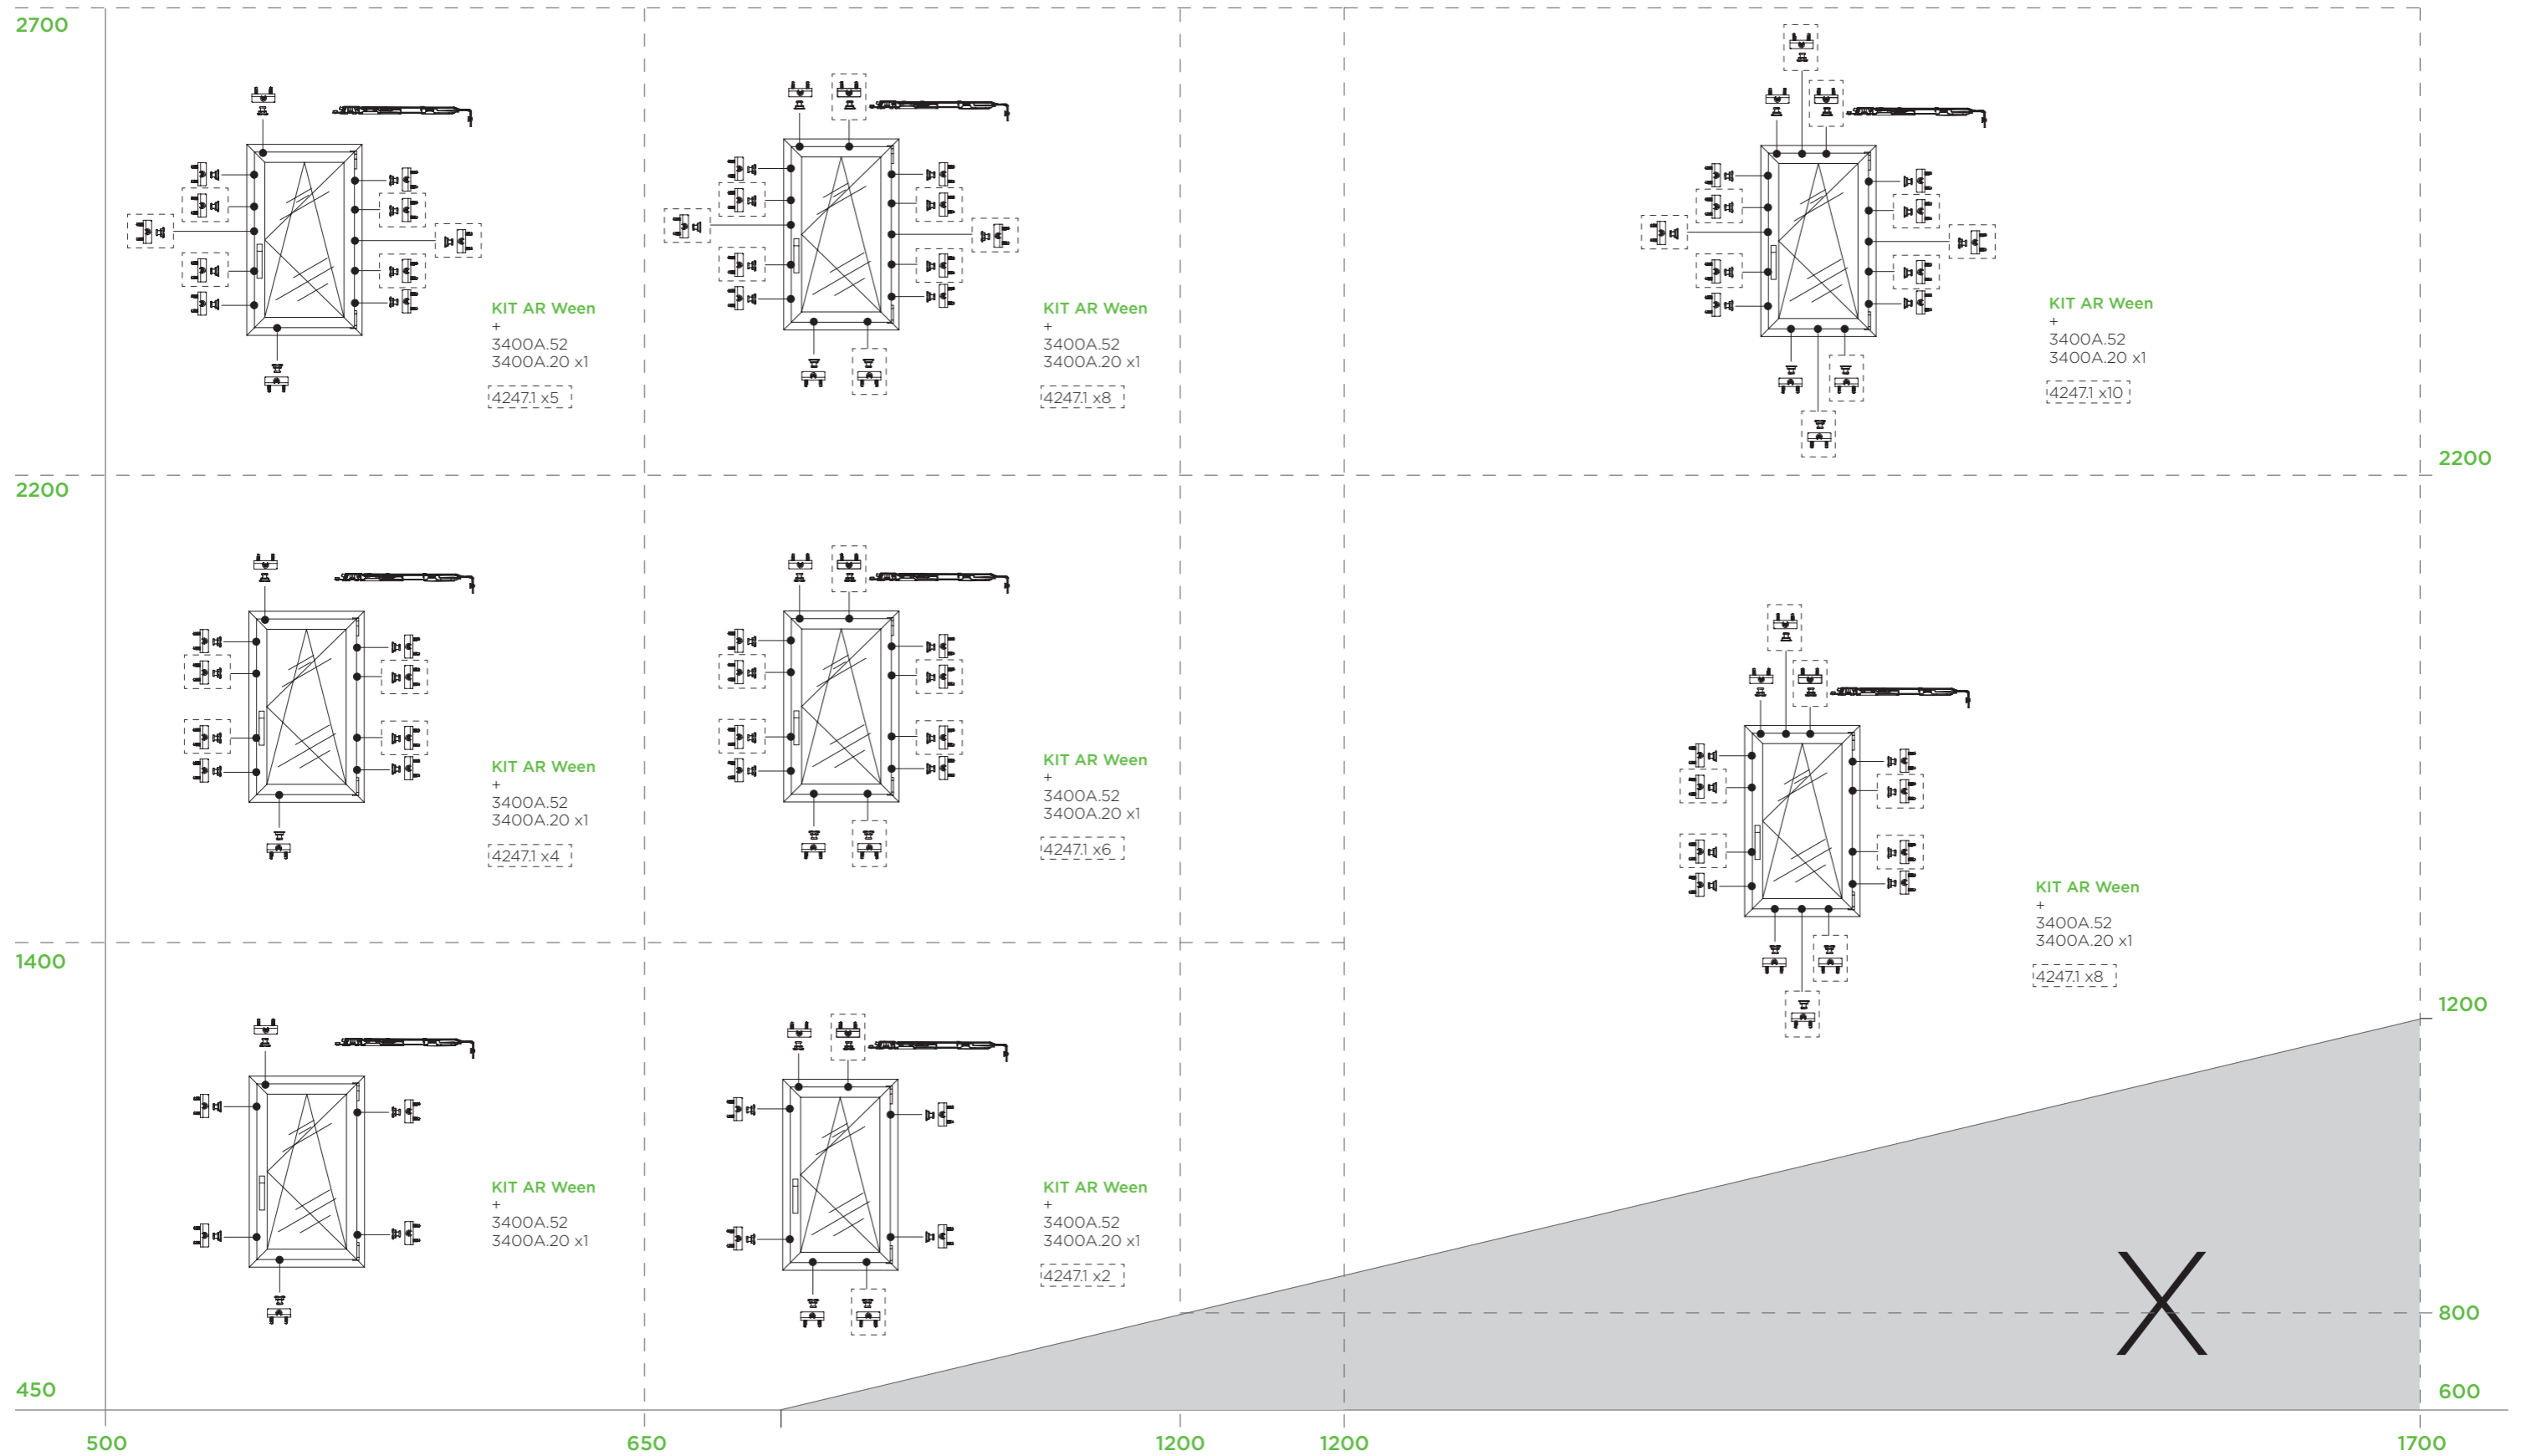 2700
KIT AR Ween
+
3400A.52
3400A.20 x1
4247.1 x5
KIT AR Ween
+
3400A.52
3400A.20 x1
4247.1 x8
KIT AR Ween
+
3400A.52
3400A.20 x1
4247.1 x10
2200
2200
KIT AR Ween
+
3400A.52
3400A.20 x1
4247.1 x4
KIT AR Ween
+
3400A.52
3400A.20 x1
4247.1 x6
KIT AR Ween
+
3400A.52
3400A.20 x1
4247.1 x8
1400
1200
KIT AR Ween
+
3400A.52
3400A.20 x1
KIT AR Ween
+
3400A.52
3400A.20 x1
4247.1 x2
X
800
450
600
500
650
1200
1200
1700